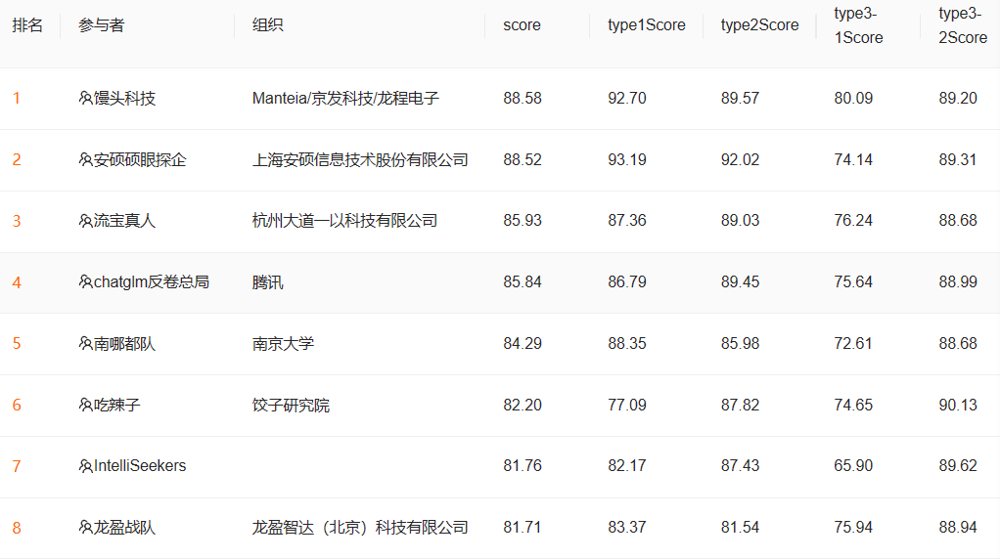 排名 参与者 组织 score type1Score type2Score type3-1Score type3-2Score
1 馒头科技 Manteia/京发科技/龙程电子 88.58 92.70 89.57 80.09 89.20
2 安硕硕眼探企 上海安硕信息技术股份有限公司 88.52 93.19 92.02 74.14 89.31
3 流宝真人 杭州大道一以科技有限公司 85.93 87.36 89.03 76.24 88.68
4 chatglm反卷总局 腾讯 85.84 86.79 89.45 75.64 88.99
5 南哪都队 南京大学 84.29 88.35 85.98 72.61 88.68
6 吃辣子 饺子研究院 82.20 77.09 87.82 74.65 90.13
7 IntelliSeekers 81.76 82.17 87.43 65.90 89.62
8 龙盈战队 龙盈智达（北京）科技有限公司 81.71 83.37 81.54 75.94 88.94